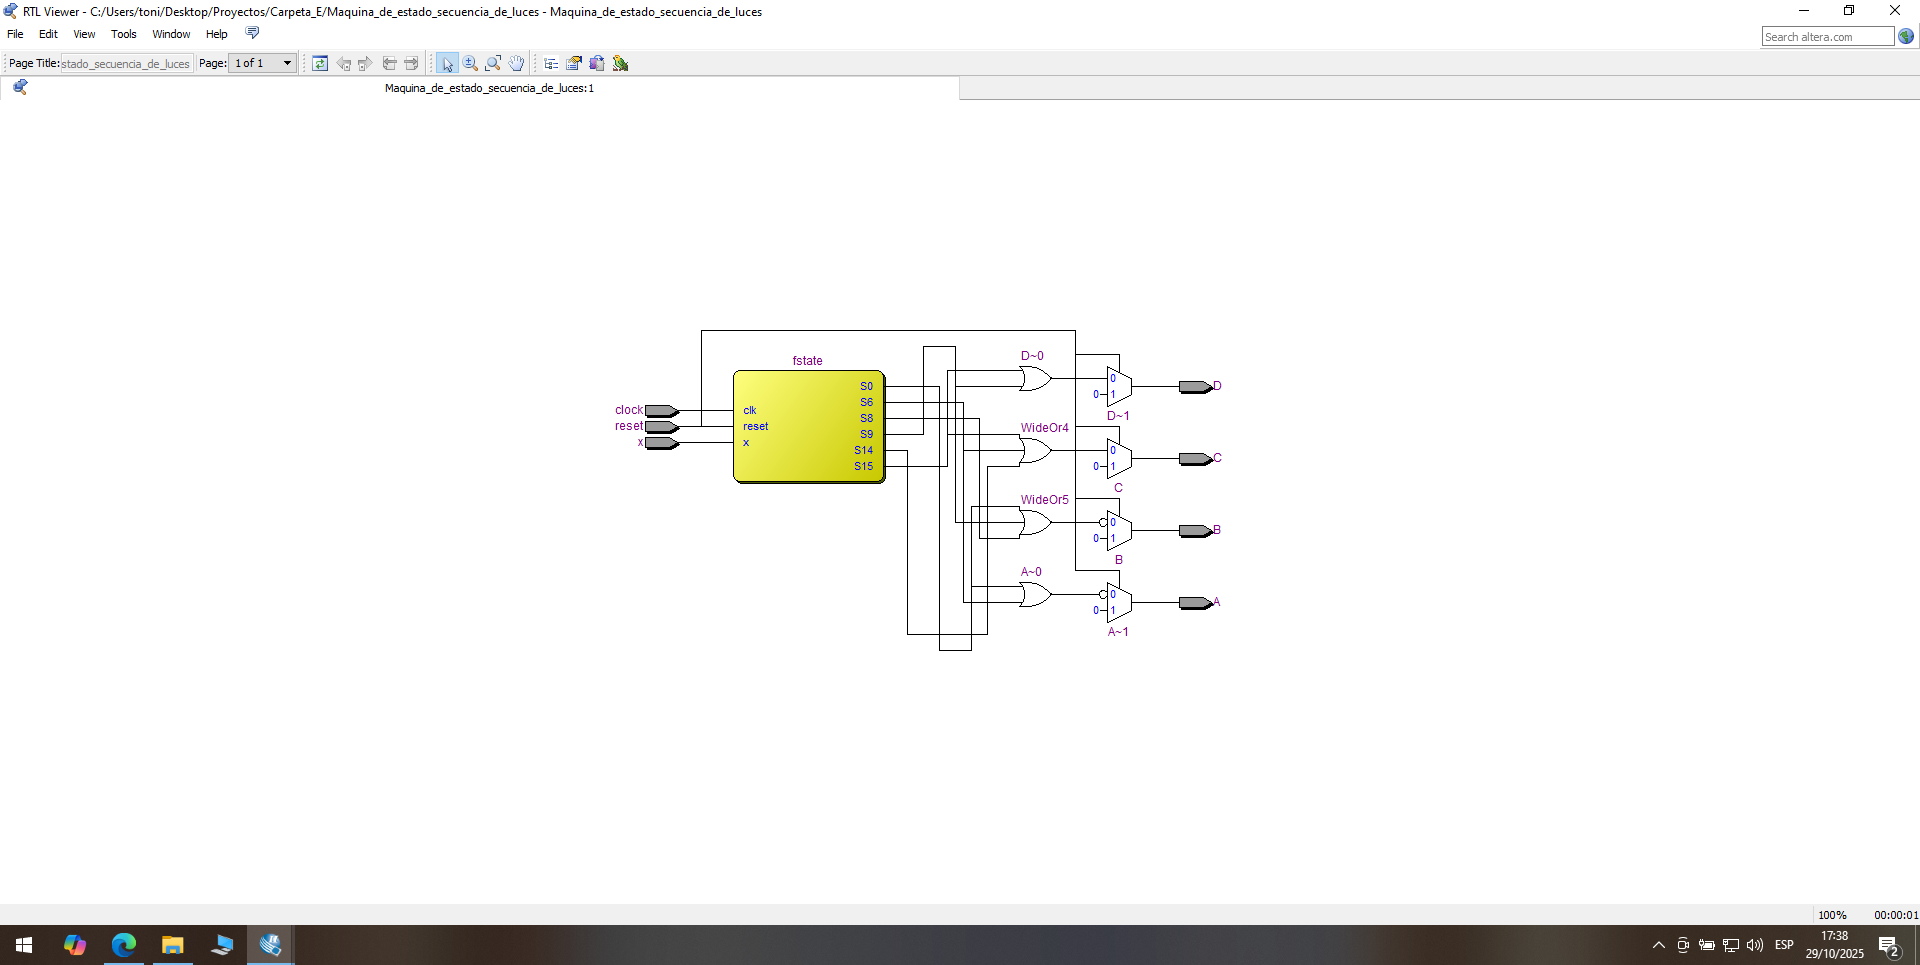 RTL Viewer - C:/Users/toni/Desktop/Proyectos/Carpeta_E/Maquina_de_estado_secuencia_de_luces - Maquina_de_estado_secuencia_de_luces
File Edit View Tools Window Help
Search altera.com
Page Title: stado_secuencia_de_luces Page: 1 of 1
Maquina_de_estado_secuencia_de_luces:1
fstate
clock
reset
x
clk
reset
x
S0
S6
S8
S9
S14
S15
D~0
0
0 1
D~1
D
WideOr4
0
0 1
C
C
WideOr5
0
0 1
B
B
A~0
0
0 1
A~1
A
100% 00:00:01
ESP
17:38
29/10/2025
2